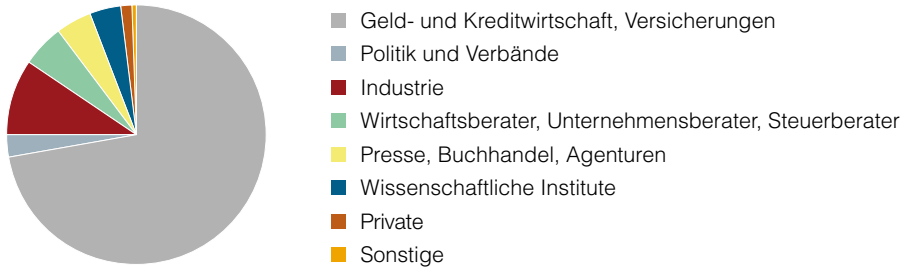 Geld- und Kreditwirtschaft, Versicherungen
Politik und Verbände
Industrie
Wirtschaftsberater, Unternehmensberater, Steuerberater
Presse, Buchhandel, Agenturen
Wissenschaftliche Institute
Private
Sonstige